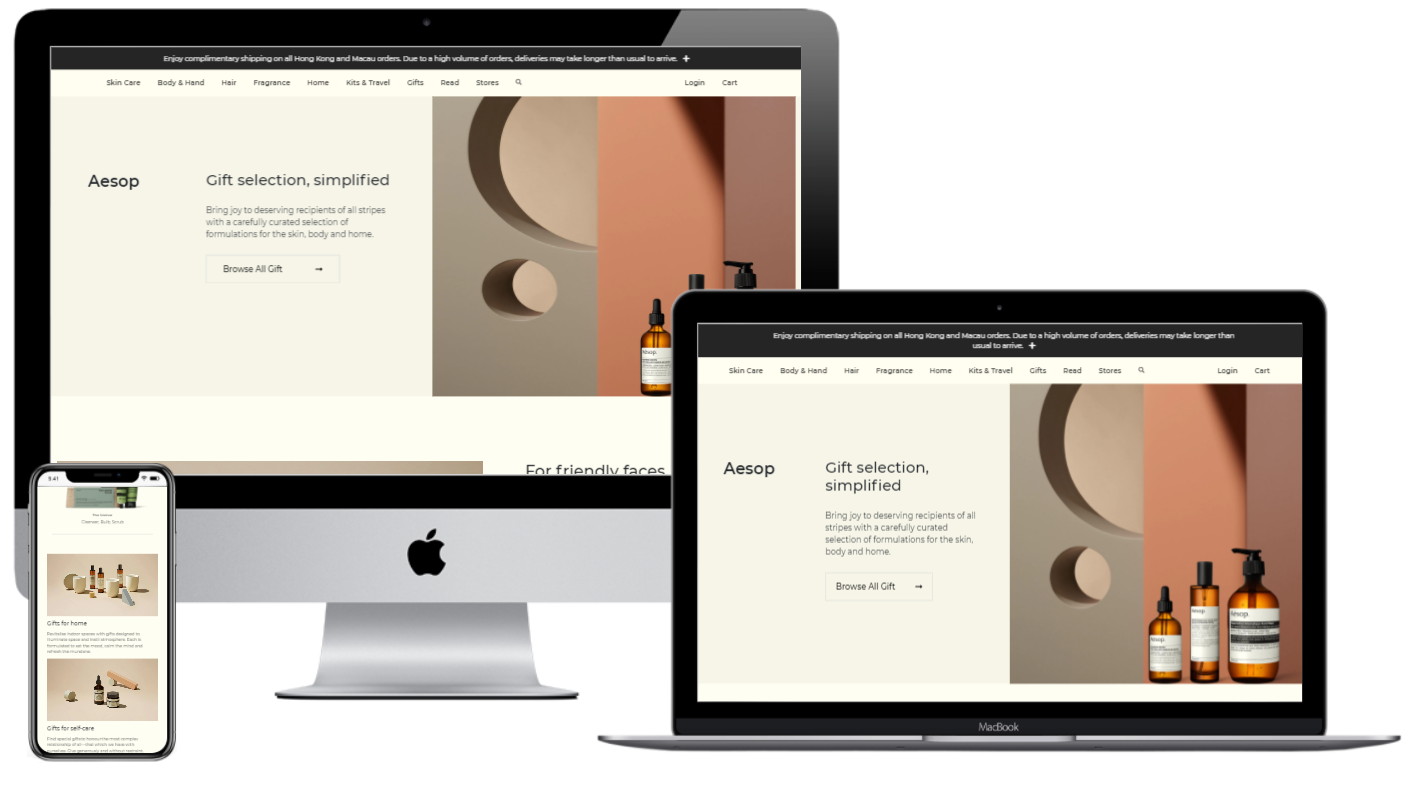 Enjoy complimentary shipping on all Hong Kong and Macau orders. Due to a high volume of orders, deliveries may take longer than usual to arrive. +
Skin Care Body & Hand Hair Fragrance Home Kits & Travel Gifts Read Stores Login Cart
Aesop
Gift selection, simplified
Bring joy to deserving recipients of all stripes
with a carefully curated selection of
formulations for the skin, body and home.
Browse All Gift →
Aesop.
For friendly faces
9:41
Gifts for home
Gifts for self-care
Enjoy complimentary shipping on all Hong Kong and Macau orders. Due to a high volume of orders, deliveries may take longer than
usual to arrive. +
Skin Care Body & Hand Hair Fragrance Home Kits & Travel Gifts Read Stores Login Cart
Aesop
Gift selection,
simplified
Bring joy to deserving recipients of all
stripes with a carefully curated
selection of formulations for the skin,
body and home.
Browse All Gift →
Aesop.
Aesop.
Aesop.
MacBook